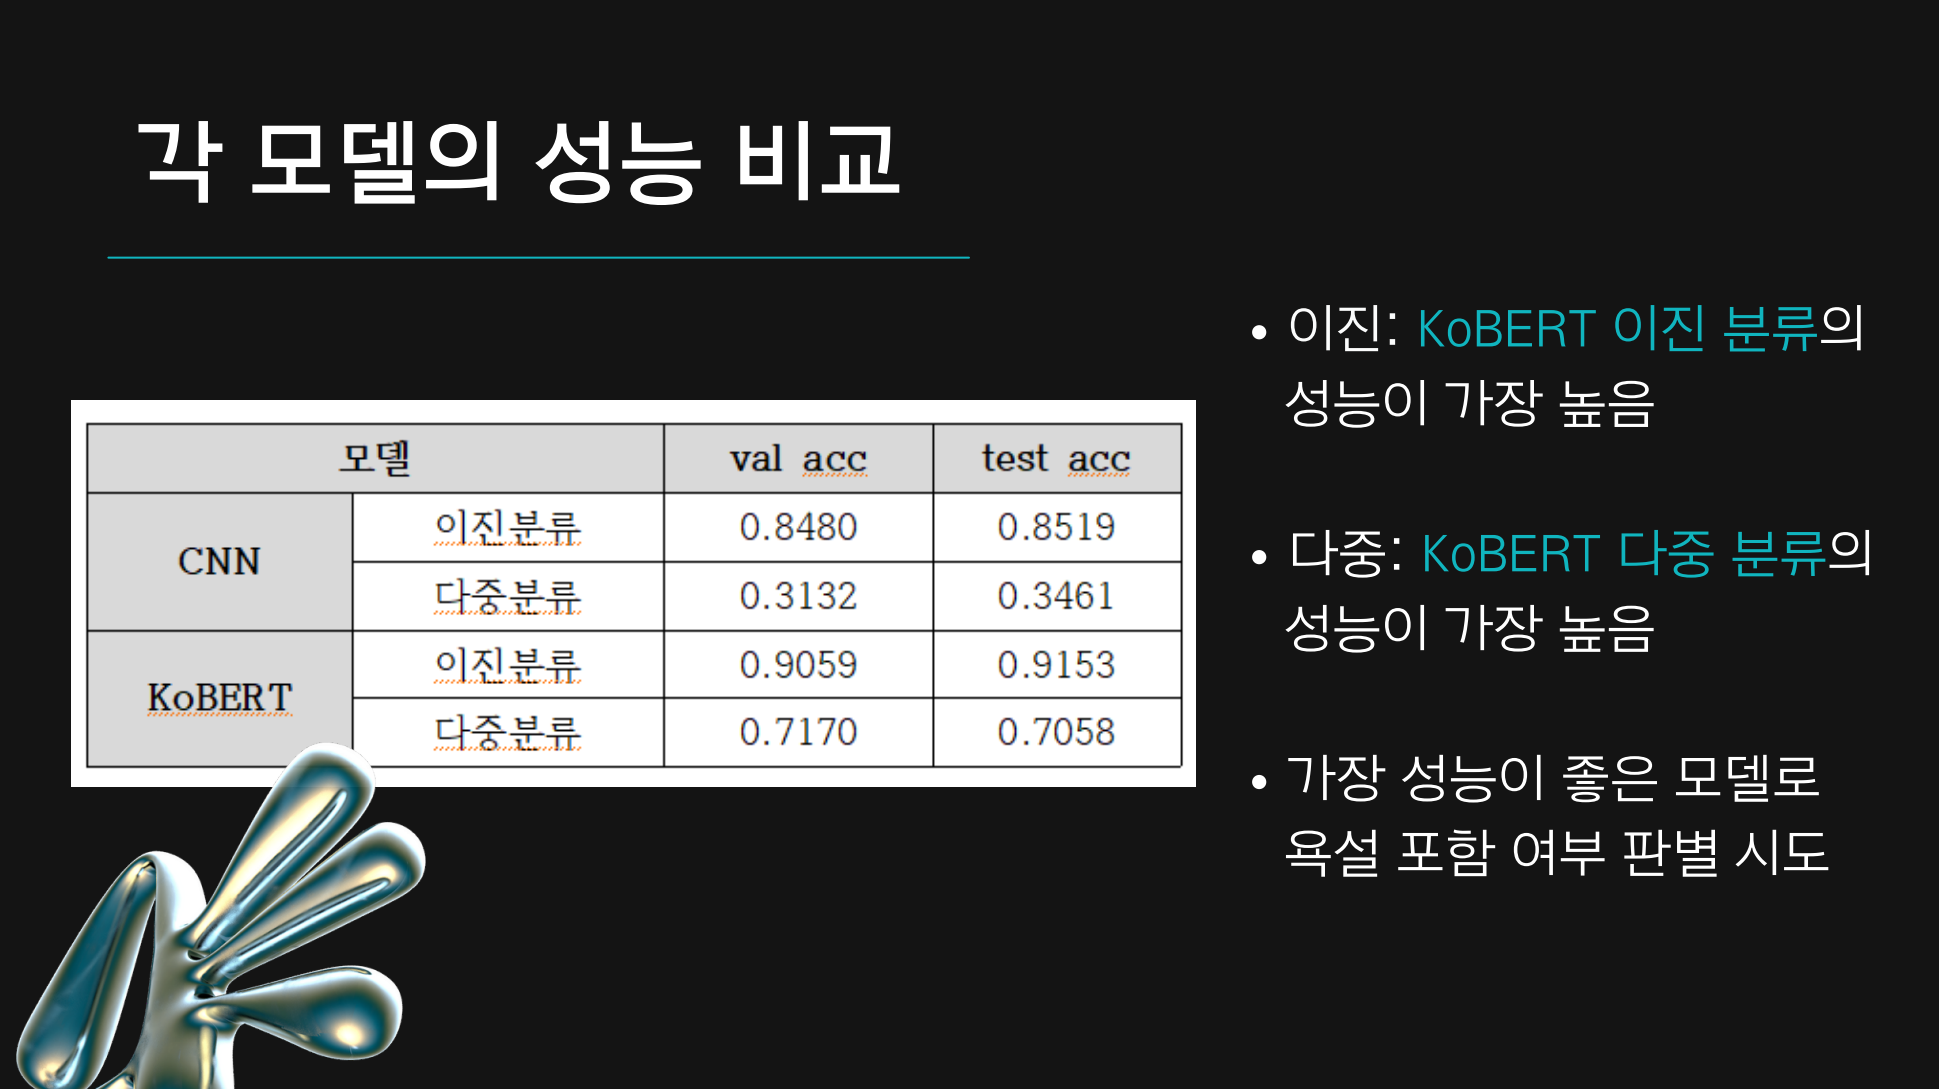 각 모델의 성능 비교
모델 val acc test acc
CNN 이진분류 0.8480 0.8519
다중분류 0.3132 0.3461
KoBERT 이진분류 0.9059 0.9153
다중분류 0.7170 0.7058
• 이진: KoBERT 이진 분류의
성능이 가장 높음
• 다중: KoBERT 다중 분류의
성능이 가장 높음
• 가장 성능이 좋은 모델로
욕설 포함 여부 판별 시도